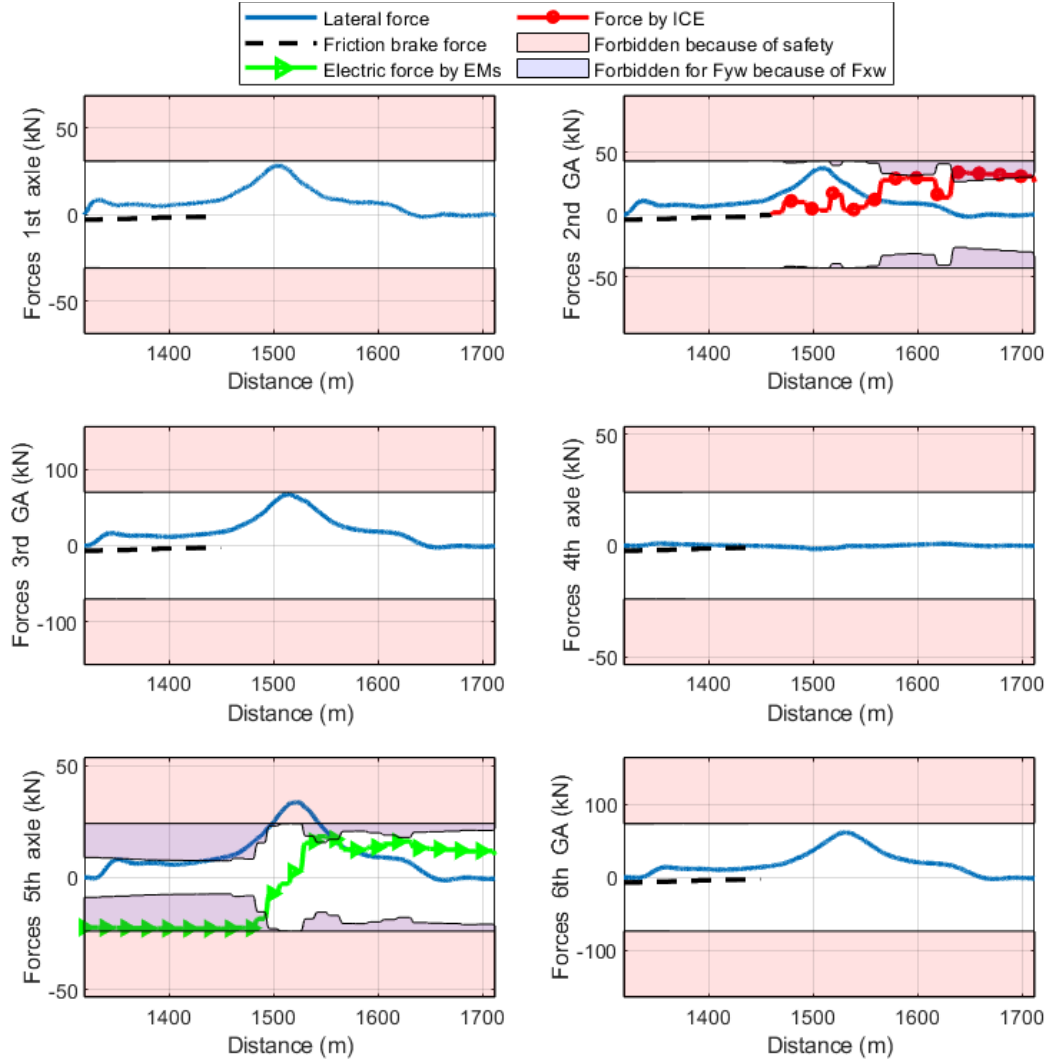 Lateral force
Friction brake force
Electric force by EMs
Force by ICE
Forbidden because of safety
Forbidden for Fyw because of Fxw
Forces 1st axle (kN)
50
0
-50
1400 1500 1600 1700
Distance (m)
Forces 2nd GA (kN)
50
0
-50
1400 1500 1600 1700
Distance (m)
Forces 3rd GA (kN)
100
0
-100
1400 1500 1600 1700
Distance (m)
Forces 4th axle (kN)
50
0
-50
1400 1500 1600 1700
Distance (m)
Forces 5th axle (kN)
50
0
-50
1400 1500 1600 1700
Distance (m)
Forces 6th GA (kN)
100
0
-100
1400 1500 1600 1700
Distance (m)